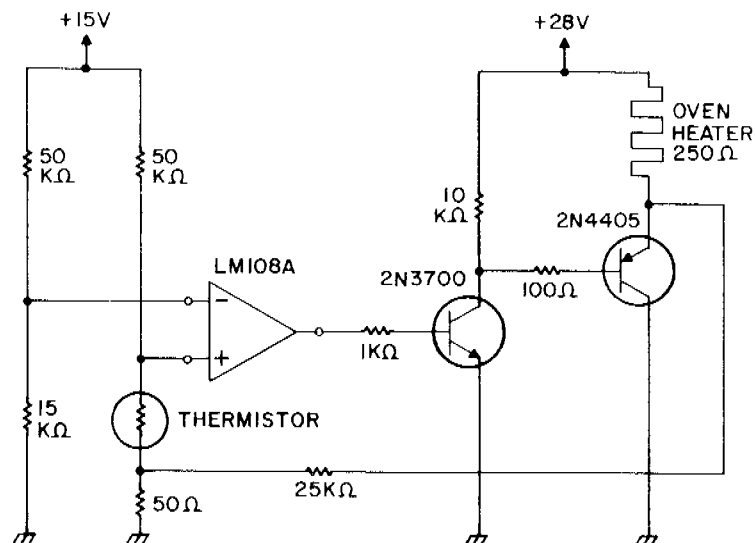 +15V
+28V
50
KΩ
50
KΩ
OVEN
HEATER
250Ω
10
KΩ
2N4405
LM108A
2N3700
100Ω
−
+
1KΩ
15
KΩ
THERMISTOR
25KΩ
50Ω